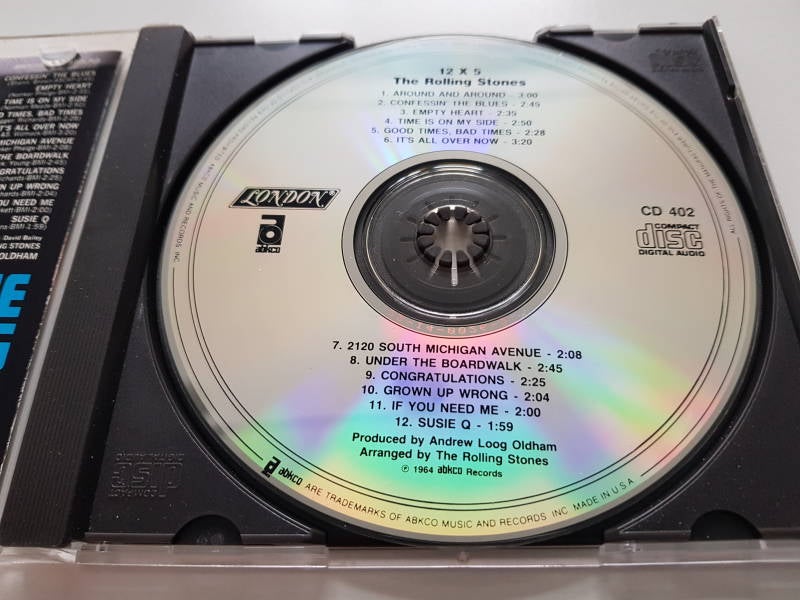 CONFESSIN' THE BLUES
EMPTY HEART
TIME IS ON MY SIDE
TIMES, BAD TIMES
IT'S ALL OVER NOW
MICHIGAN AVENUE
THE BOARDWALK
WN UP WRONG
YOU NEED ME
SUSIE Q
David Bailey
NG STONES
OLDHAM
12 X 5
The Rolling Stones
1. AROUND AND AROUND - 3:00
2. CONFESSIN' THE BLUES - 2:45
3. EMPTY HEART - 2:35
4. TIME IS ON MY SIDE - 2:50
5. GOOD TIMES, BAD TIMES - 2:28
6. IT'S ALL OVER NOW - 3:20
LONDON®
abkco
CD 402
COMPACT
disc
DIGITAL AUDIO
7. 2120 SOUTH MICHIGAN AVENUE - 2:08
8. UNDER THE BOARDWALK - 2:45
9. CONGRATULATIONS - 2:25
10. GROWN UP WRONG - 2:04
11. IF YOU NEED ME - 2:00
12. SUSIE Q - 1:59
Produced by Andrew Loog Oldham
Arranged by The Rolling Stones
℗ 1964 abkco Records
abkco ARE TRADEMARKS OF ABKCO MUSIC AND RECORDS INC. MADE IN U.S.A.